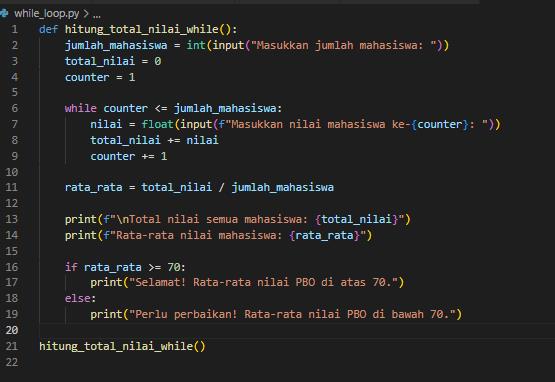 while_loop.py > ...
1 def hitung_total_nilai_while():
2     jumlah_mahasiswa = int(input("Masukkan jumlah mahasiswa: "))
3     total_nilai = 0
4     counter = 1
5
6     while counter <= jumlah_mahasiswa:
7         nilai = float(input(f"Masukkan nilai mahasiswa ke-{counter}: "))
8         total_nilai += nilai
9         counter += 1
10
11     rata_rata = total_nilai / jumlah_mahasiswa
12
13     print(f"\nTotal nilai semua mahasiswa: {total_nilai}")
14     print(f"Rata-rata nilai mahasiswa: {rata_rata}")
15
16     if rata_rata >= 70:
17         print("Selamat! Rata-rata nilai PBO di atas 70.")
18     else:
19         print("Perlu perbaikan! Rata-rata nilai PBO di bawah 70.")
20
21 hitung_total_nilai_while()
22